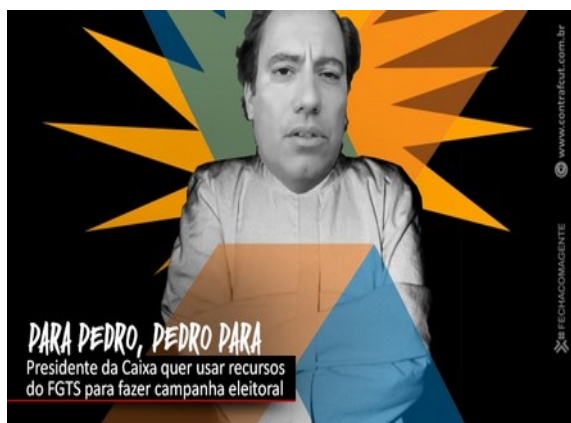 PARA PEDRO, PEDRO PARA
Presidente da Caixa quer usar recursos
do FGTS para fazer campanha eleitoral
© www.contrafcut.com.br
#FECHACOMAGENTE